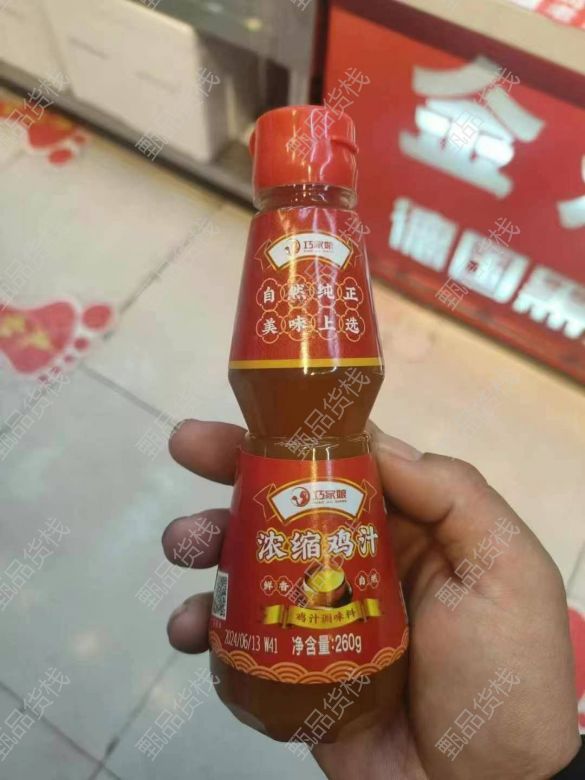 巧家娘
自然纯正
美味上选
巧家娘
浓缩鸡汁
鲜香 自然
鸡汁调味料
2024/06/13 W41 净含量:260g
德国
甄品货栈